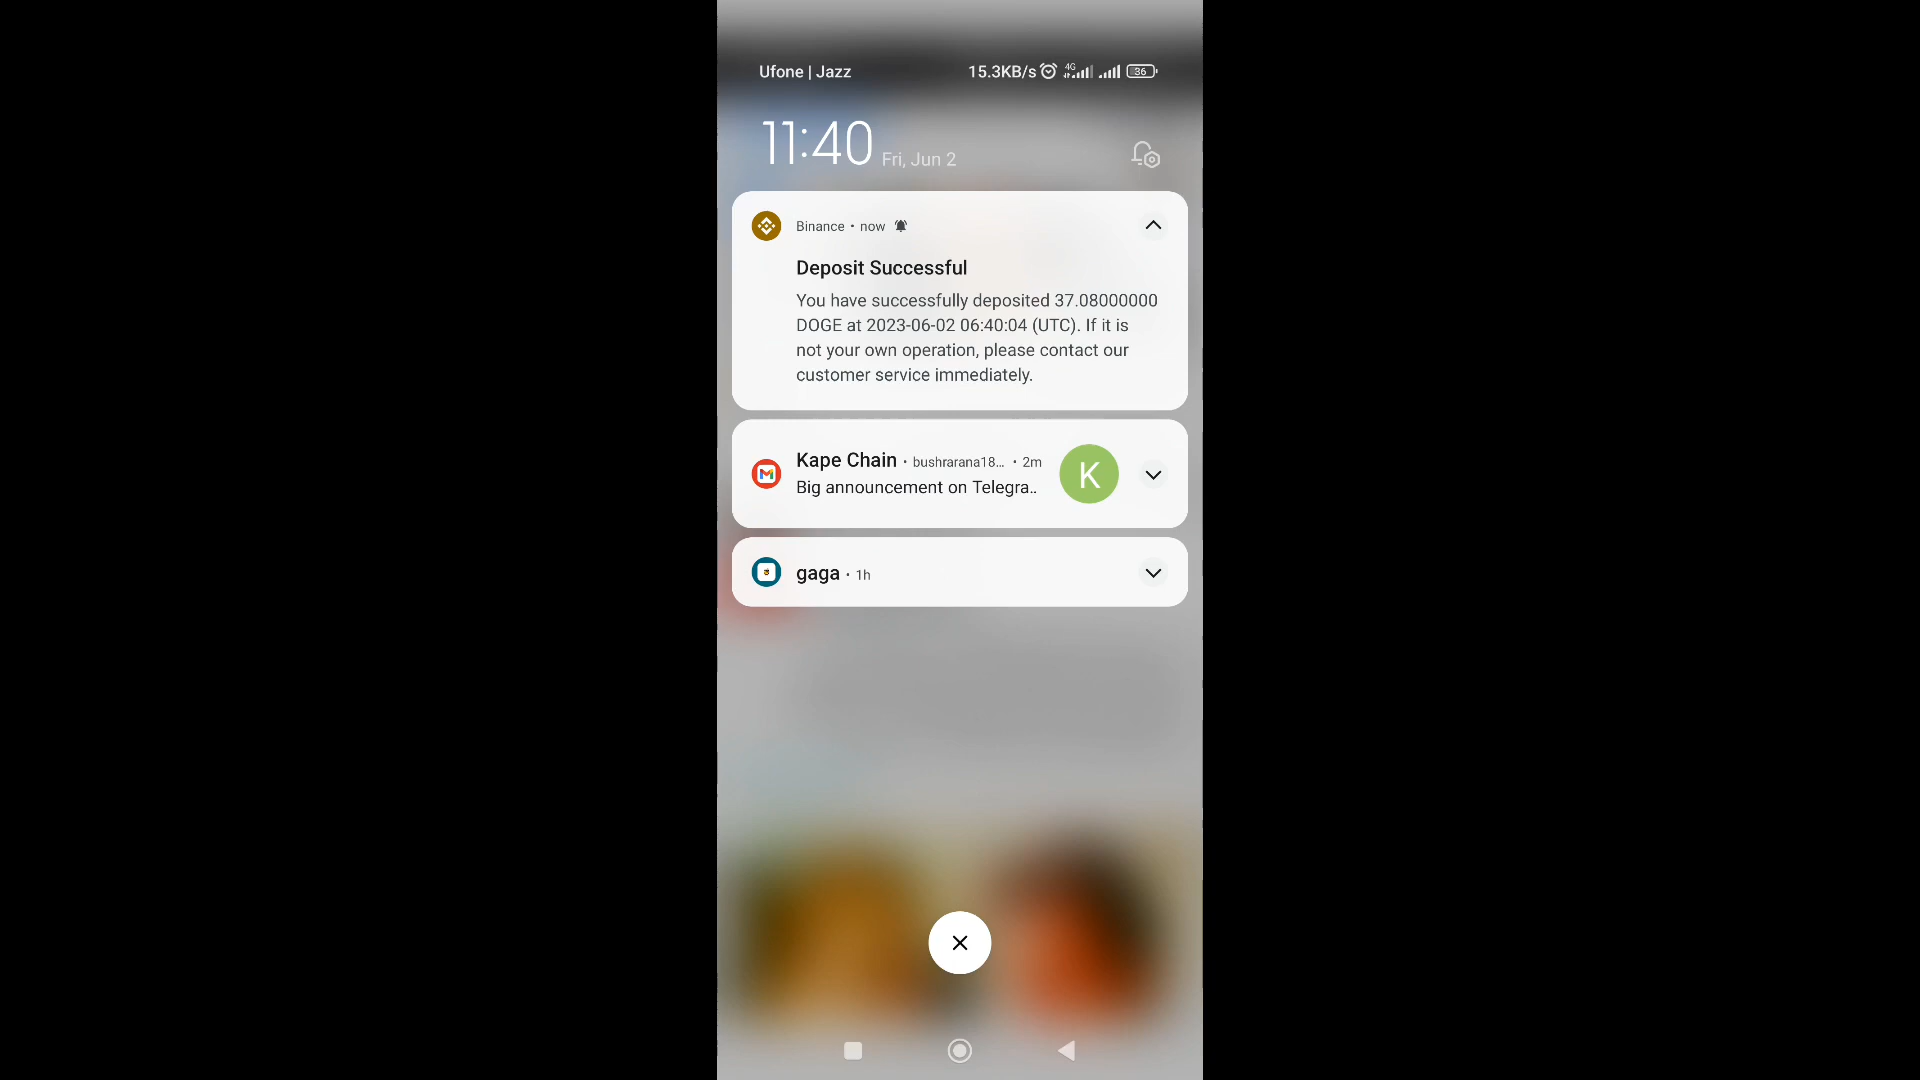 Ufone | Jazz 15.3KB/s 4G 36
11:40 Fri, Jun 2
Binance • now
Deposit Successful
You have successfully deposited 37.08000000
DOGE at 2023-06-02 06:40:04 (UTC). If it is
not your own operation, please contact our
customer service immediately.
Kape Chain • bushrarana18... • 2m
K
Big announcement on Telegra..
gaga • 1h